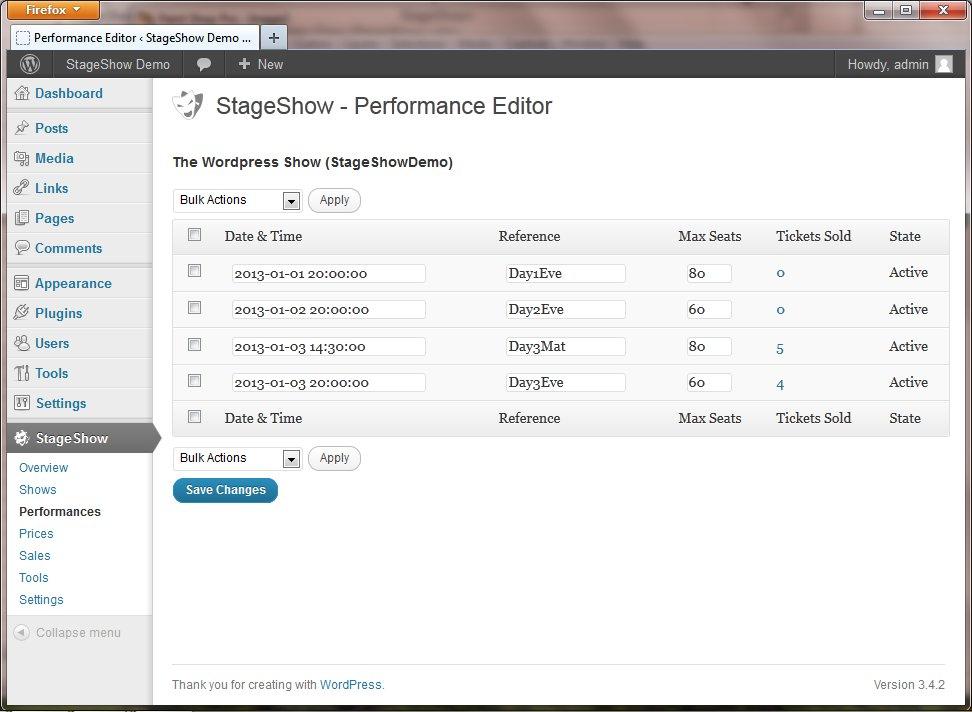 Firefox
Performance Editor ‹ StageShow Demo ...
StageShow Demo
New
Howdy, admin
Dashboard
Posts
Media
Links
Pages
Comments
Appearance
Plugins
Users
Tools
Settings
StageShow
Overview
Shows
Performances
Prices
Sales
Tools
Settings
Collapse menu
StageShow - Performance Editor
The Wordpress Show (StageShowDemo)
Bulk Actions Apply
Date & Time Reference Max Seats Tickets Sold State
2013-01-01 20:00:00 Day1Eve 80 0 Active
2013-01-02 20:00:00 Day2Eve 60 0 Active
2013-01-03 14:30:00 Day3Mat 80 5 Active
2013-01-03 20:00:00 Day3Eve 60 4 Active
Date & Time Reference Max Seats Tickets Sold State
Bulk Actions Apply
Save Changes
Thank you for creating with WordPress. Version 3.4.2